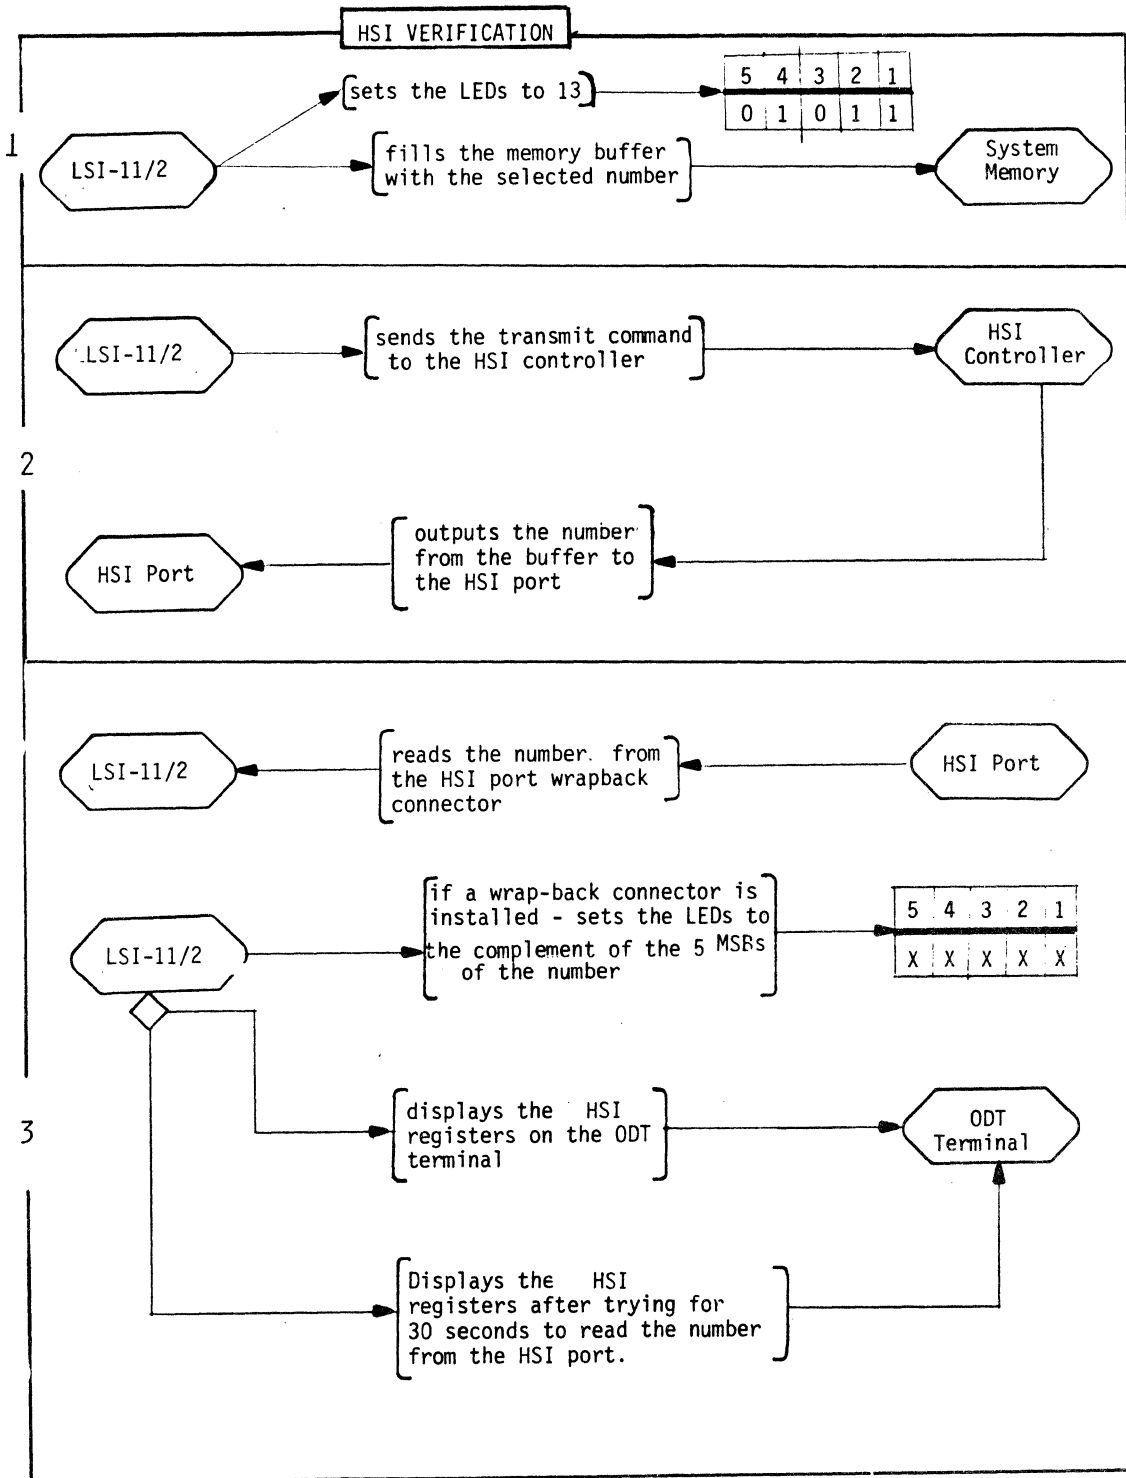 HSI VERIFICATION
1
LSI-11/2
sets the LEDs to 13
5 4 3 2 1
0 1 0 1 1
fills the memory buffer
with the selected number
System
Memory
2
LSI-11/2
sends the transmit command
to the HSI controller
HSI
Controller
outputs the number
from the buffer to
the HSI port
HSI Port
3
LSI-11/2
reads the number. from
the HSI port wrapback
connector
HSI Port
LSI-11/2
if a wrap-back connector is
installed - sets the LEDs to
the complement of the 5 MSBs
of the number
5 4 3 2 1
X X X X X
displays the HSI
registers on the ODT
terminal
ODT
Terminal
Displays the HSI
registers after trying for
30 seconds to read the number
from the HSI port.